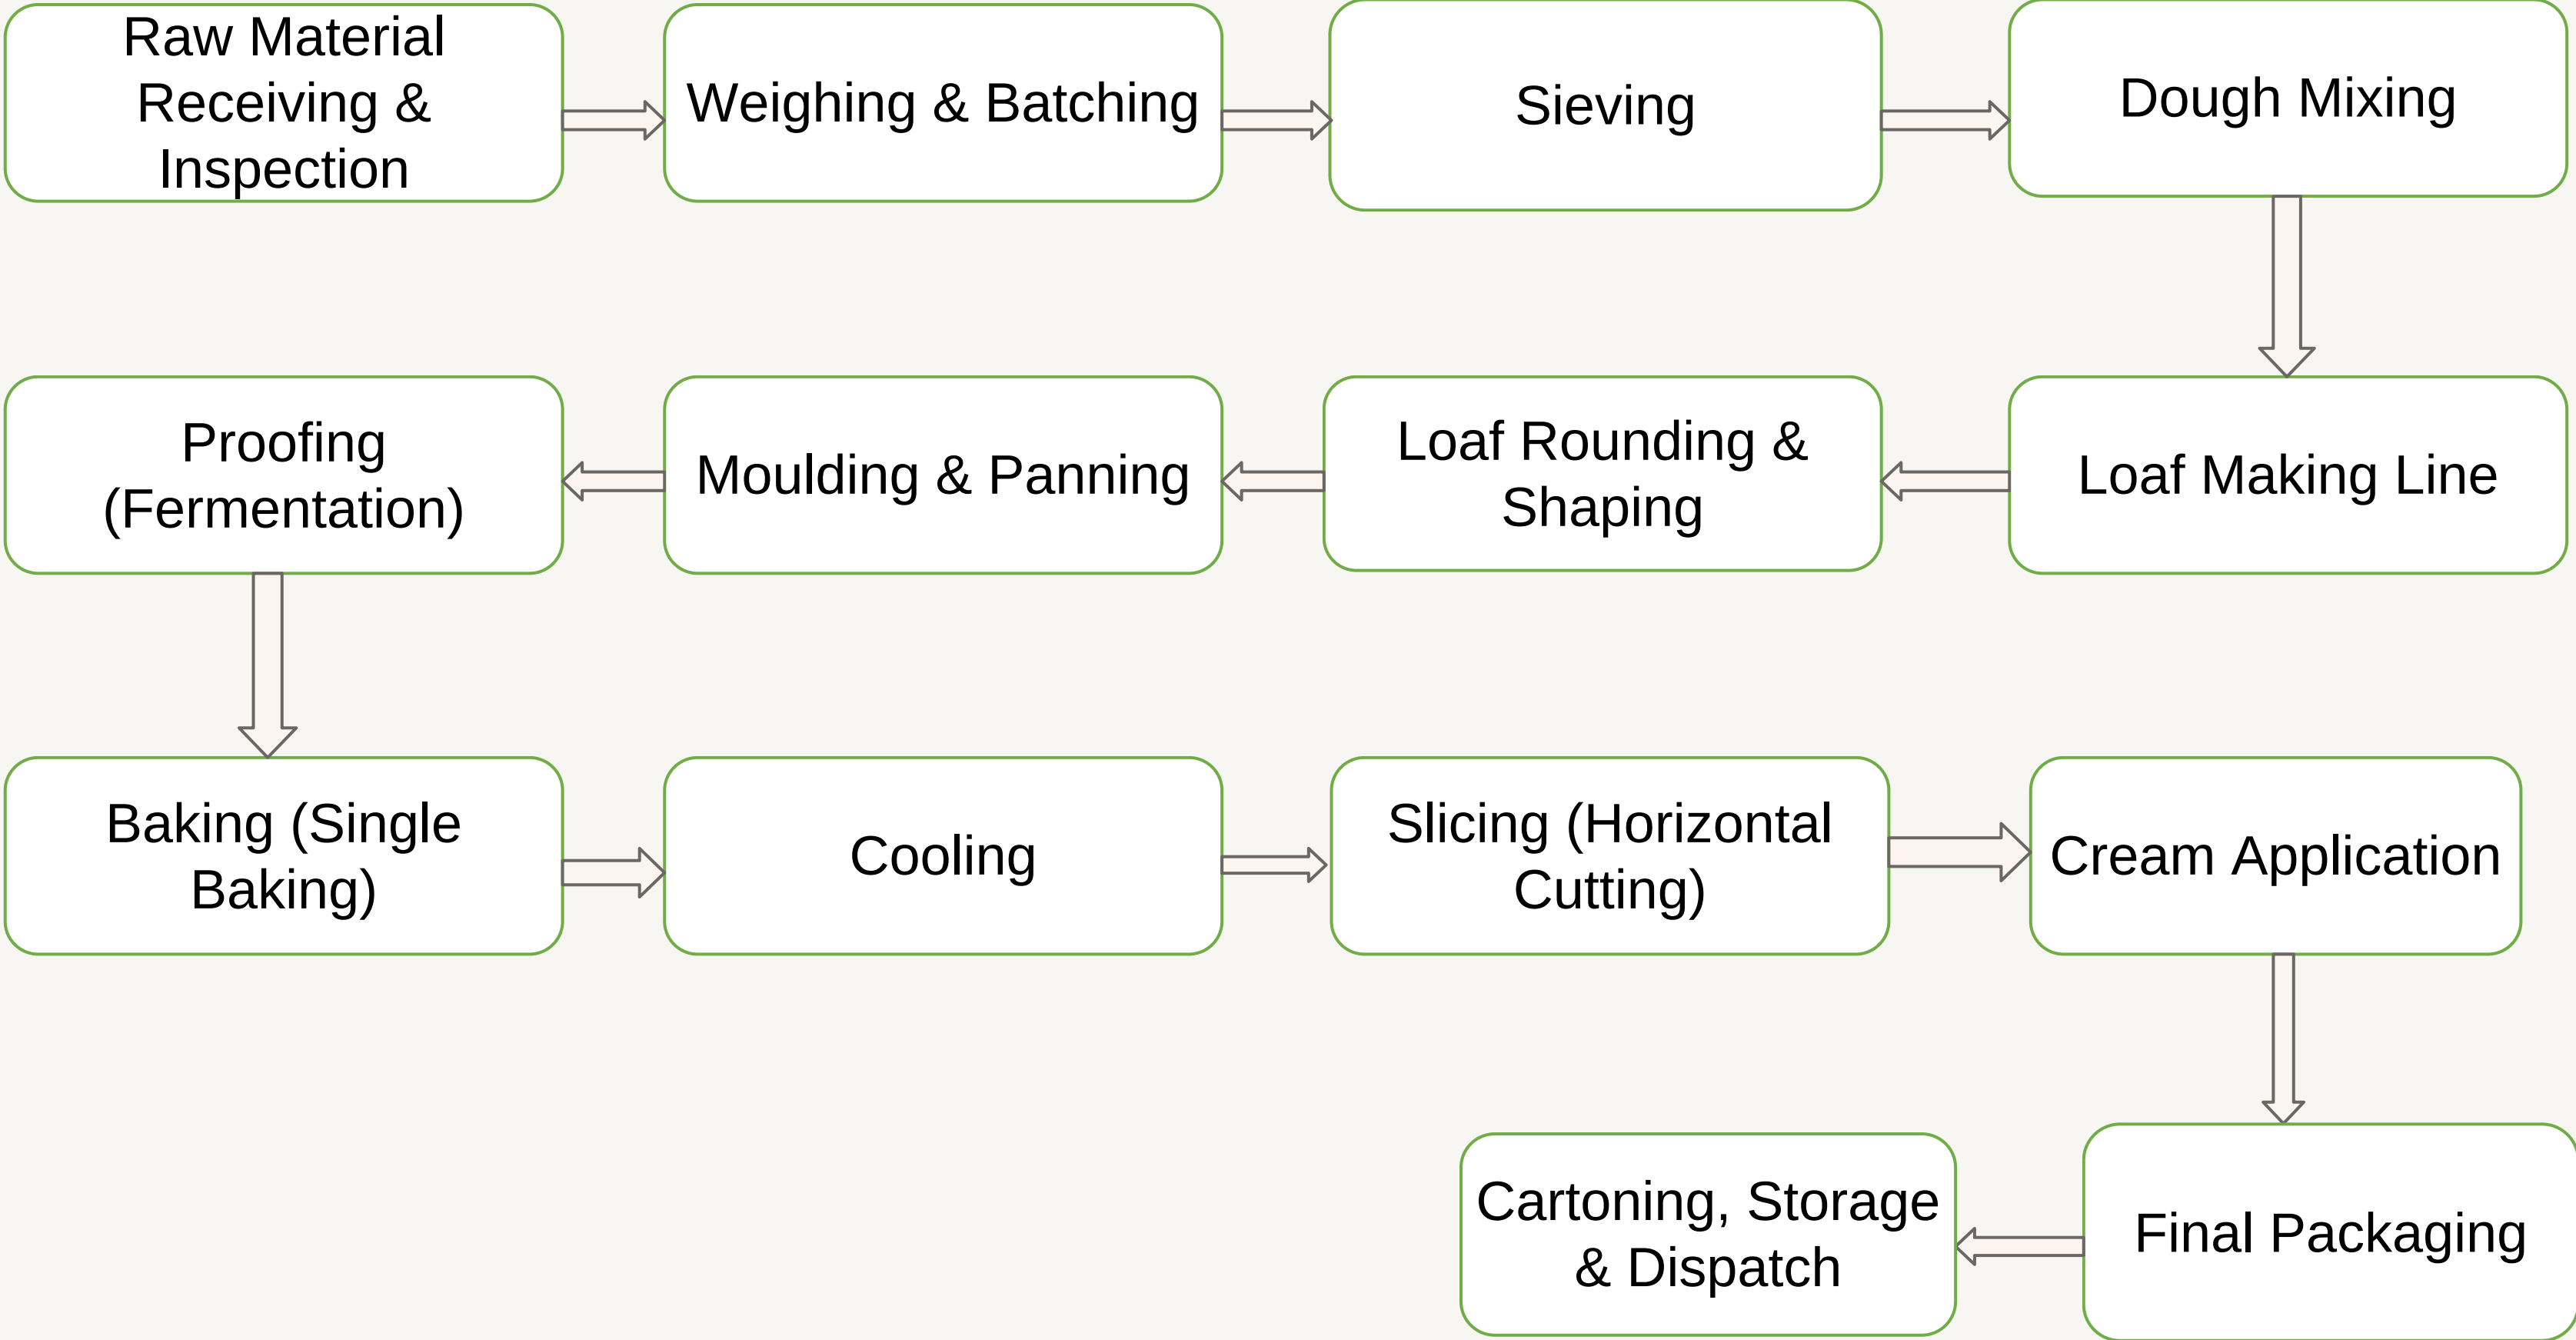 Raw Material
Receiving &
Inspection
Weighing & Batching
Sieving
Dough Mixing
Loaf Making Line
Loaf Rounding &
Shaping
Moulding & Panning
Proofing
(Fermentation)
Baking (Single
Baking)
Cooling
Slicing (Horizontal
Cutting)
Cream Application
Final Packaging
Cartoning, Storage
& Dispatch